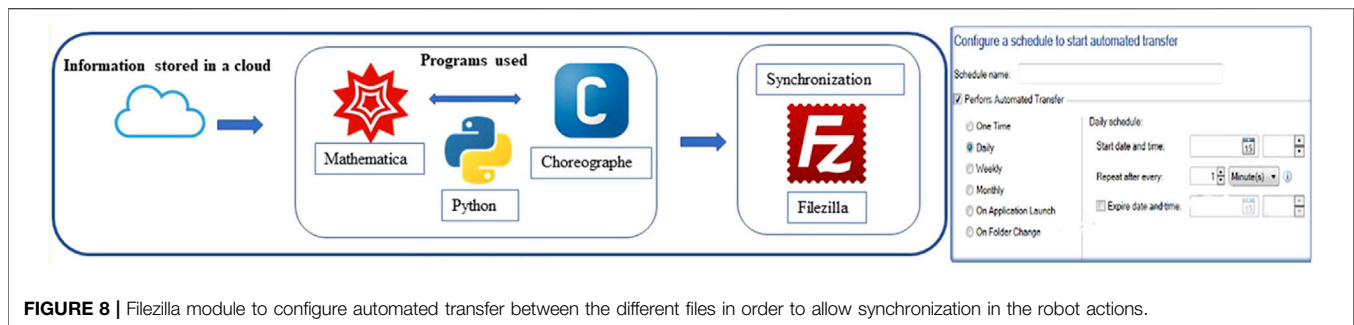 Information stored in a cloud
Programs used
Mathematica
Python
C
Choreographe
Synchronization
Fz
Filezilla
Configure a schedule to start automated transfer
Schedule name:
Perform Automated Transfer
One Time
Daily
Weekly
Monthly
On Application Launch
On Folder Change
Daily schedule:
Start date and time:
15
Repeat after every:
1
Minute(s)
i
Expire date and time.
15
FIGURE 8 | Filezilla module to configure automated transfer between the different files in order to allow synchronization in the robot actions.